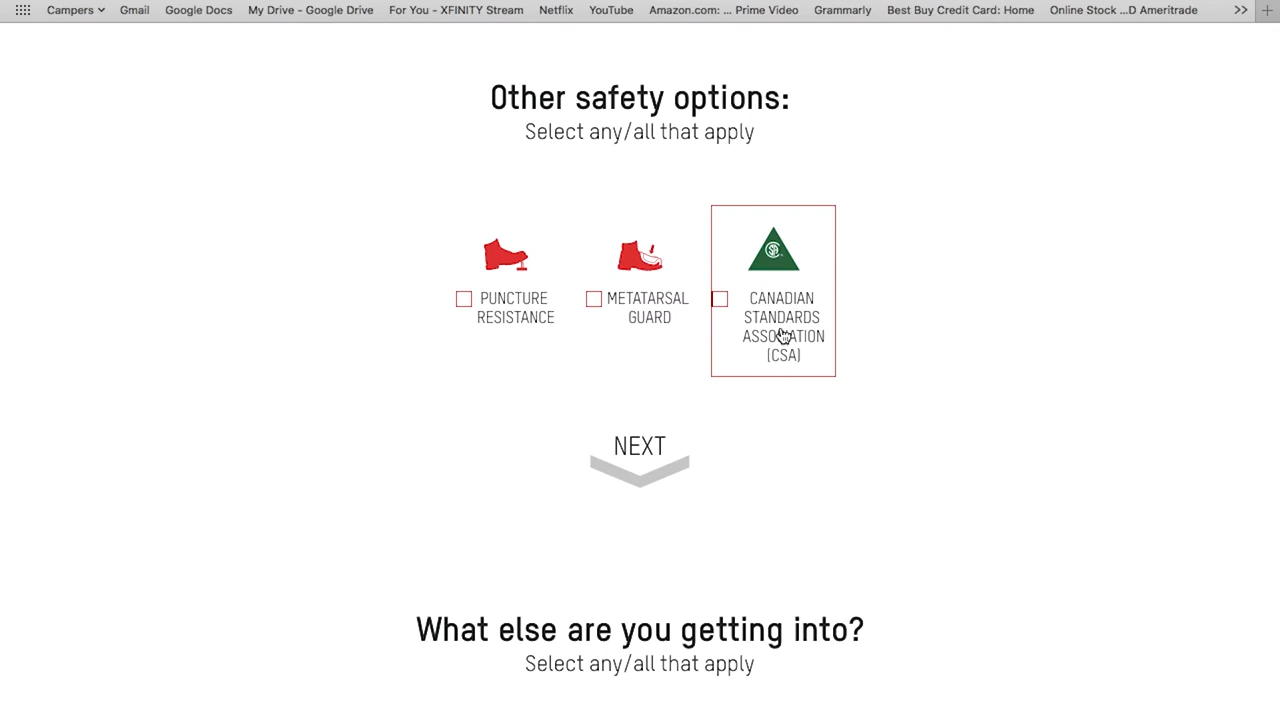 Campers Gmail Google Docs My Drive - Google Drive For You - XFINITY Stream Netflix YouTube Amazon.com: ... Prime Video Grammarly Best Buy Credit Card: Home Online Stock ...D Ameritrade
Other safety options:
Select any/all that apply
PUNCTURE
RESISTANCE
METATARSAL
GUARD
CANADIAN
STANDARDS
ASSOCIATION
(CSA)
NEXT
What else are you getting into?
Select any/all that apply